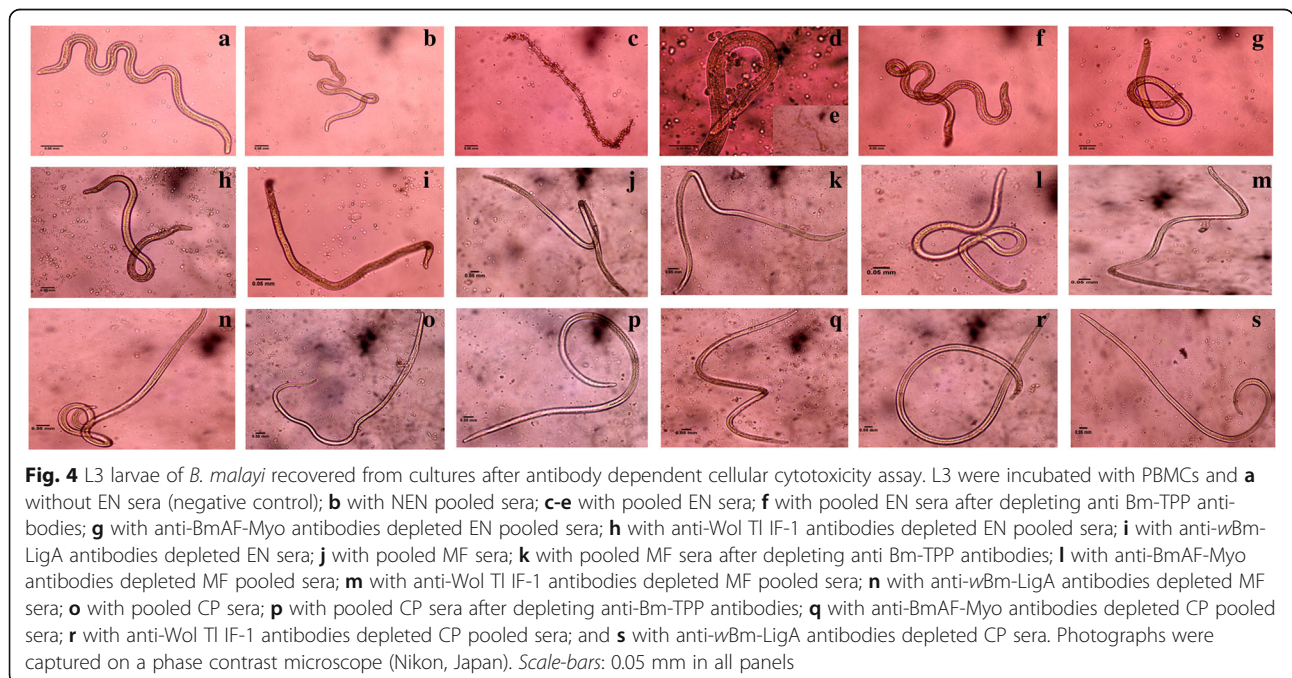 a b c d e f g
h i j k l m
n o p q r s
0.05 mm
Fig. 4 L3 larvae of B. malayi recovered from cultures after antibody dependent cellular cytotoxicity assay. L3 were incubated with PBMCs and a
without EN sera (negative control); b with NEN pooled sera; c-e with pooled EN sera; f with pooled EN sera after depleting anti Bm-TPP anti-
bodies; g with anti-BmAF-Myo antibodies depleted EN pooled sera; h with anti-Wol Tl IF-1 antibodies depleted EN pooled sera; i with anti-wBm-
LigA antibodies depleted EN sera; j with pooled MF sera; k with pooled MF sera after depleting anti Bm-TPP antibodies; l with anti-BmAF-Myo
antibodies depleted MF pooled sera; m with anti-Wol Tl IF-1 antibodies depleted MF pooled sera; n with anti-wBm-LigA antibodies depleted MF
sera; o with pooled CP sera; p with pooled CP sera after depleting anti-Bm-TPP antibodies; q with anti-BmAF-Myo antibodies depleted CP pooled
sera; r with anti-Wol Tl IF-1 antibodies depleted CP pooled sera; and s with anti-wBm-LigA antibodies depleted CP sera. Photographs were
captured on a phase contrast microscope (Nikon, Japan). Scale-bars: 0.05 mm in all panels